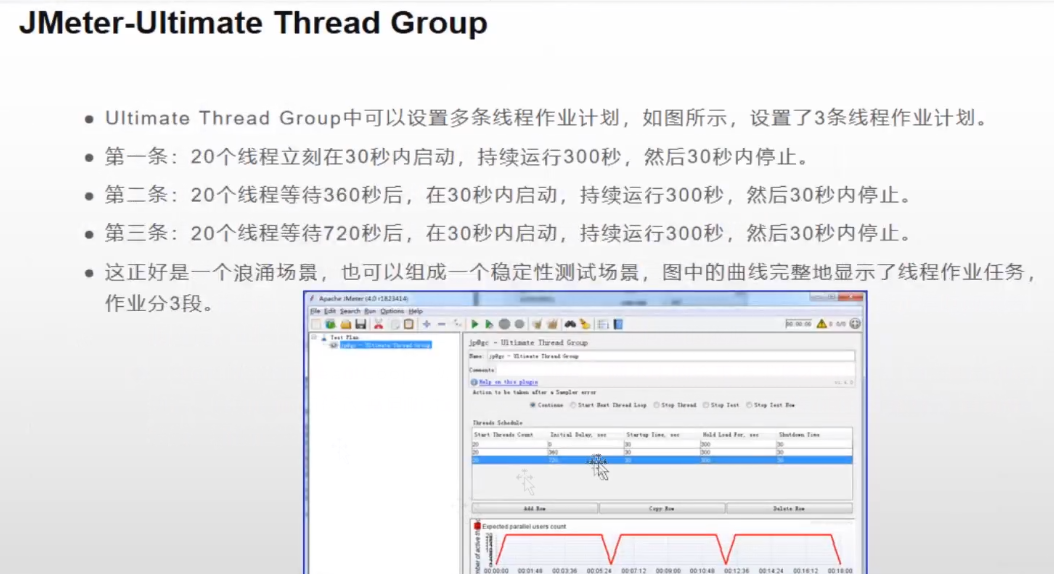 JMeter-Ultimate Thread Group
● Ultimate Thread Group中可以设置多条线程作业计划，如图所示，设置了3条线程作业计划。
● 第一条：20个线程立刻在30秒内启动，持续运行300秒，然后30秒内停止。
● 第二条：20个线程等待360秒后，在30秒内启动，持续运行300秒，然后30秒内停止。
● 第三条：20个线程等待720秒后，在30秒内启动，持续运行300秒，然后30秒内停止。
● 这正好是一个浪涌场景，也可以组成一个稳定性测试场景，图中的曲线完整地显示了线程作业任务，
作业分3段。
Apache JMeter (4.0 r1823414)
File Edit Search Run Options Help
00:00:00 0/0
Test Plan
jp@gc - Ultimate Thread Group
jp@gc - Ultimate Thread Group
Name: jp@gc - Ultimate Thread Group
Comments:
Help on this plugin
Action to be taken after a Sampler error
Continue Start Next Thread Loop Stop Thread Stop Test Stop Test Now
Threads Schedule
Start Threads Count Initial Delay, sec Startup Time, sec Hold Load For, sec Shutdown Time
20 0 30 300 30
20 360 30 300 30
Add Row Copy Row Delete Row
Expected parallel users count
00:00:00 00:01:48 00:03:36 00:05:24 00:07:12 00:09:00 00:10:48 00:12:36 00:14:24 00:16:12 00:18:00